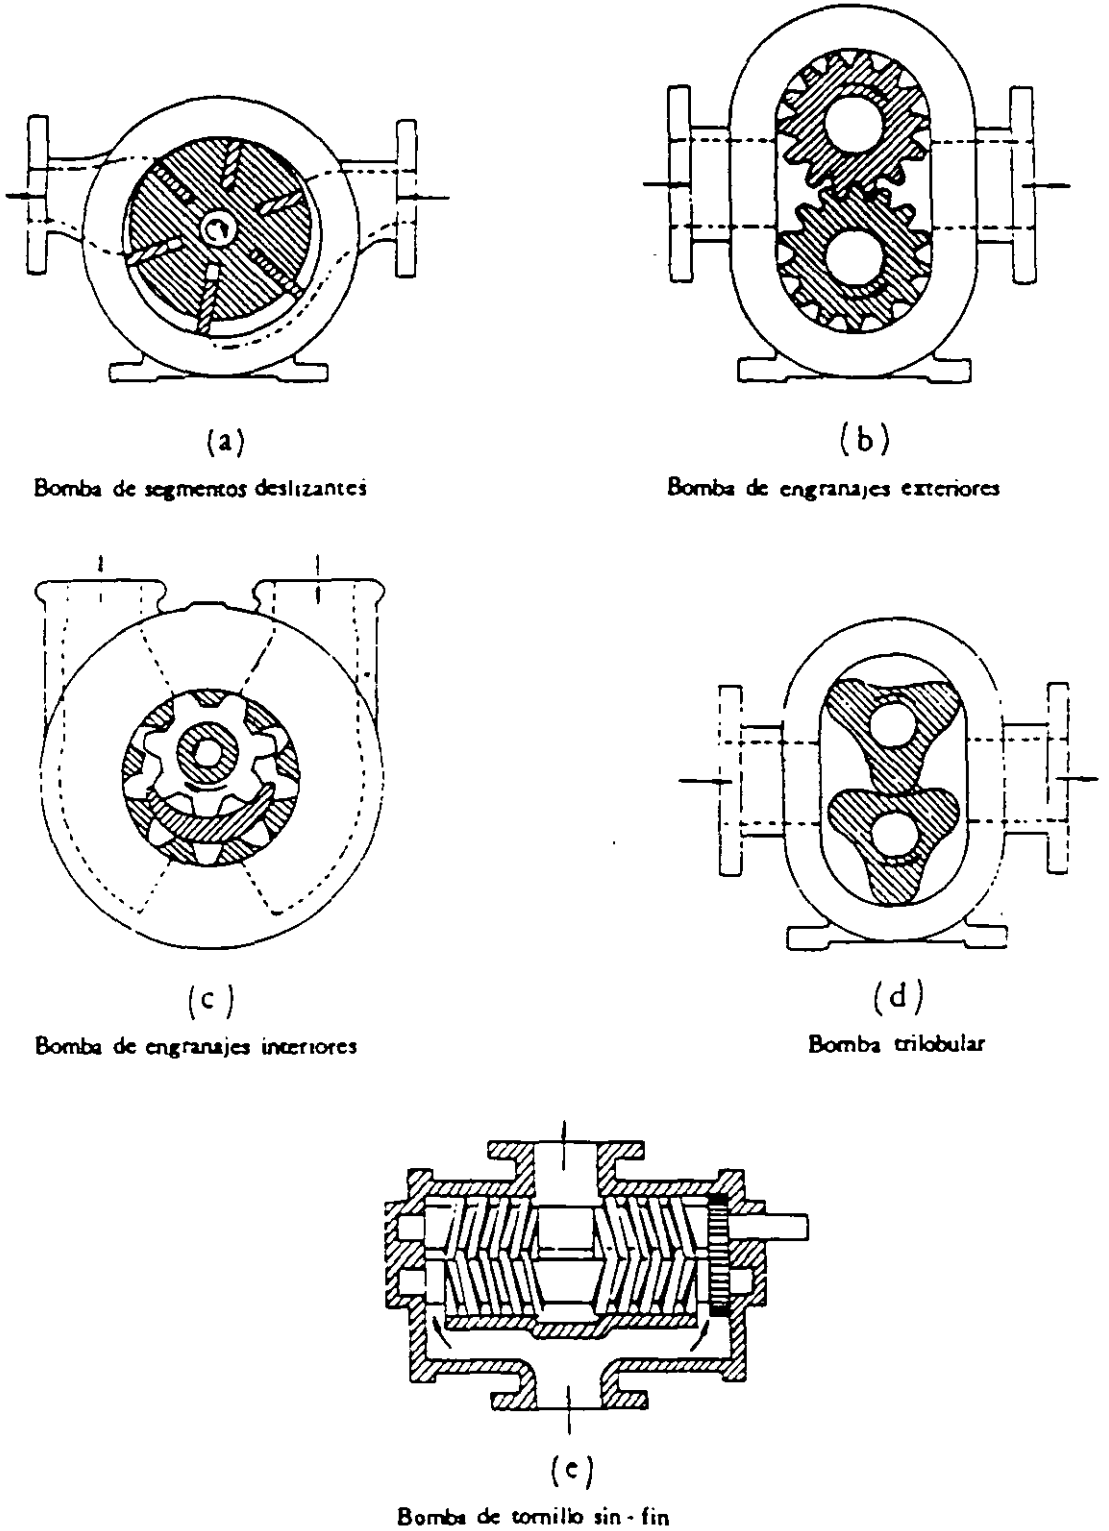 (a)
Bomba de segmentos deslizantes
(b)
Bomba de engranajes exteriores
(c)
Bomba de engranajes interiores
(d)
Bomba trilobular
(e)
Bomba de tornillo sin-fin